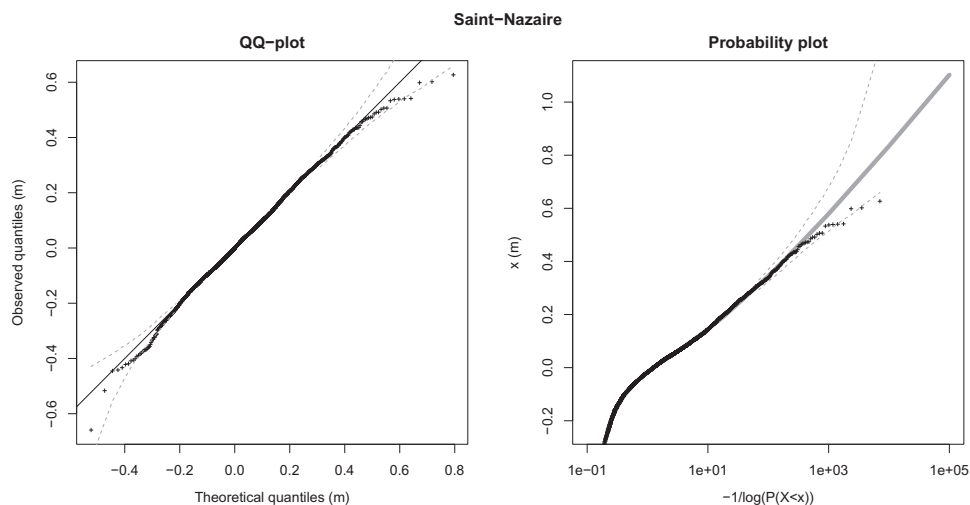 Saint−Nazaire
QQ−plot
Observed quantiles (m)
0.6
0.4
0.2
0.0
−0.2
−0.4
−0.6
−0.4 −0.2 0.0 0.2 0.4 0.6 0.8
Theoretical quantiles (m)
Probability plot
x (m)
1.0
0.8
0.6
0.4
0.2
0.0
−0.2
1e−01 1e+01 1e+03 1e+05
−1/log(P(X<x))